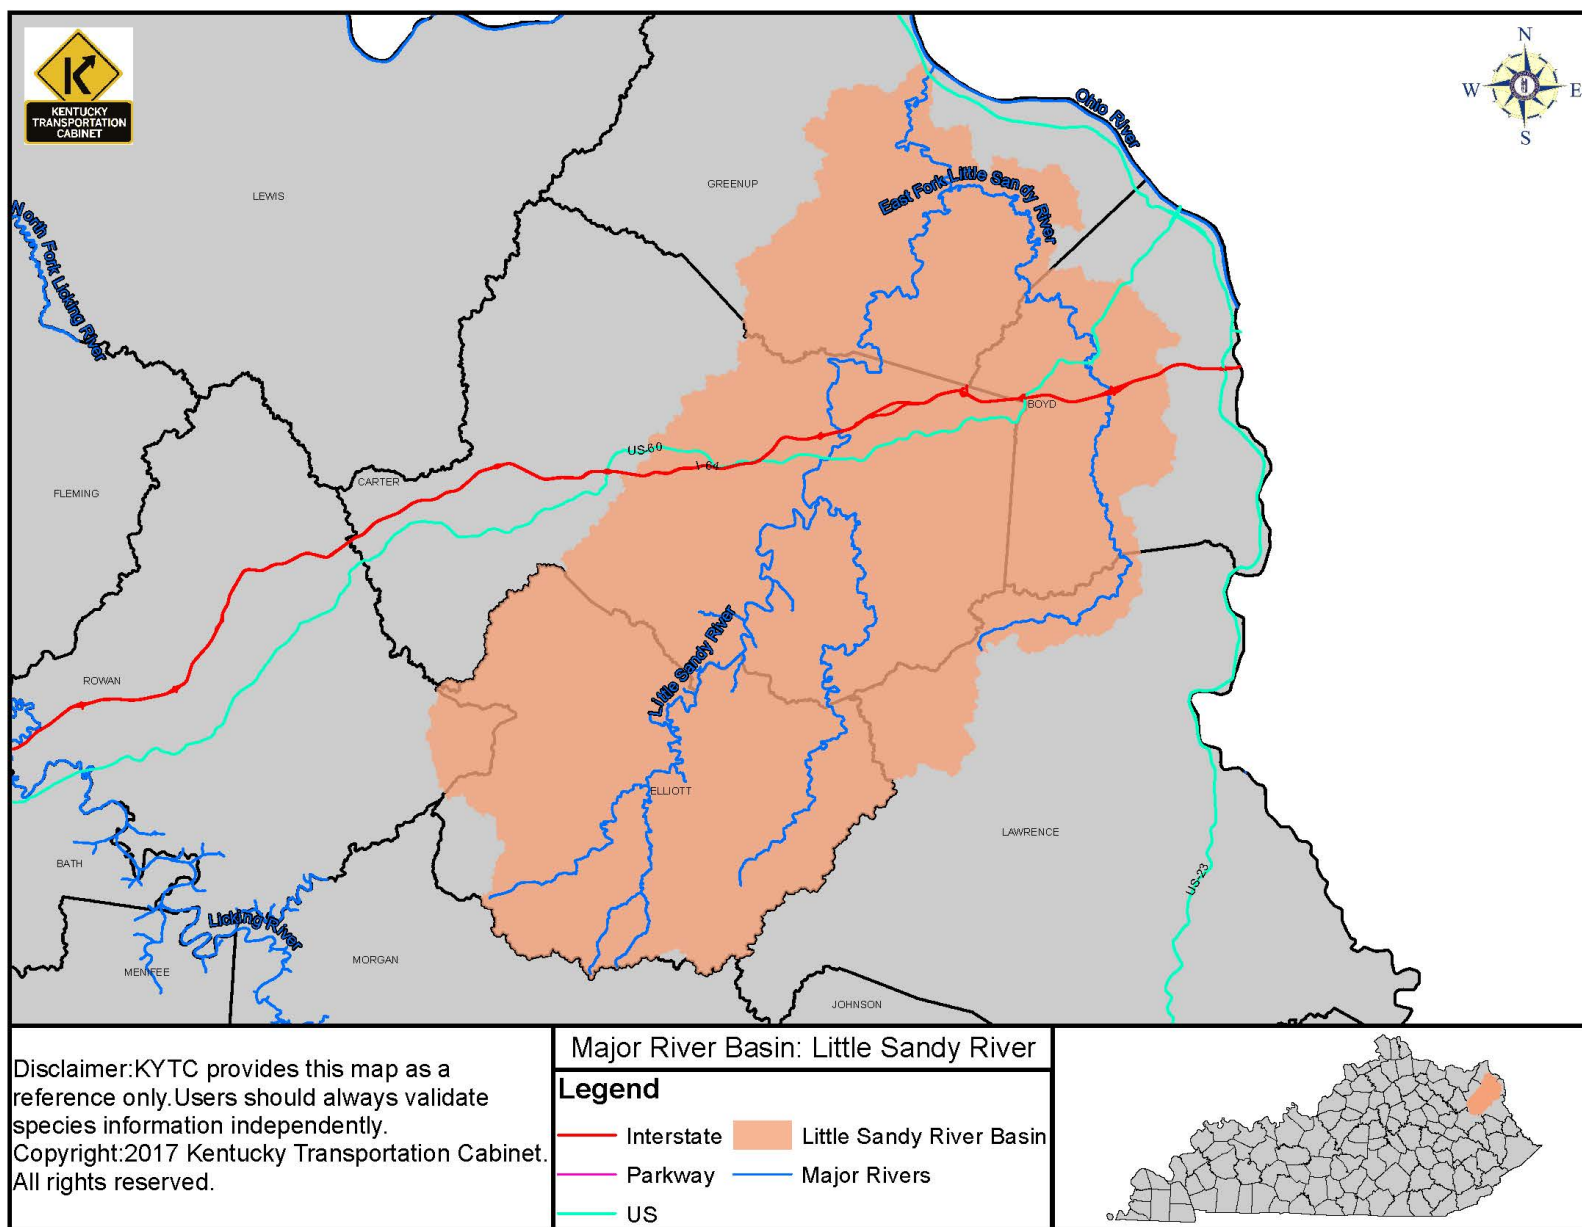 KENTUCKY
TRANSPORTATION
CABINET
N
W
E
S
Ohio River
GREENUP
East Fork Little Sandy River
LEWIS
North Fork Licking River
BOYD
US-60
I-64
CARTER
FLEMING
Little Sandy River
ROWAN
ELLIOTT
LAWRENCE
BATH
US-23
Licking River
MORGAN
MENIFEE
JOHNSON
Disclaimer:KYTC provides this map as a
reference only.Users should always validate
species information independently.
Copyright:2017 Kentucky Transportation Cabinet.
All rights reserved.
Major River Basin: Little Sandy River
Legend
Interstate
Little Sandy River Basin
Parkway
Major Rivers
US